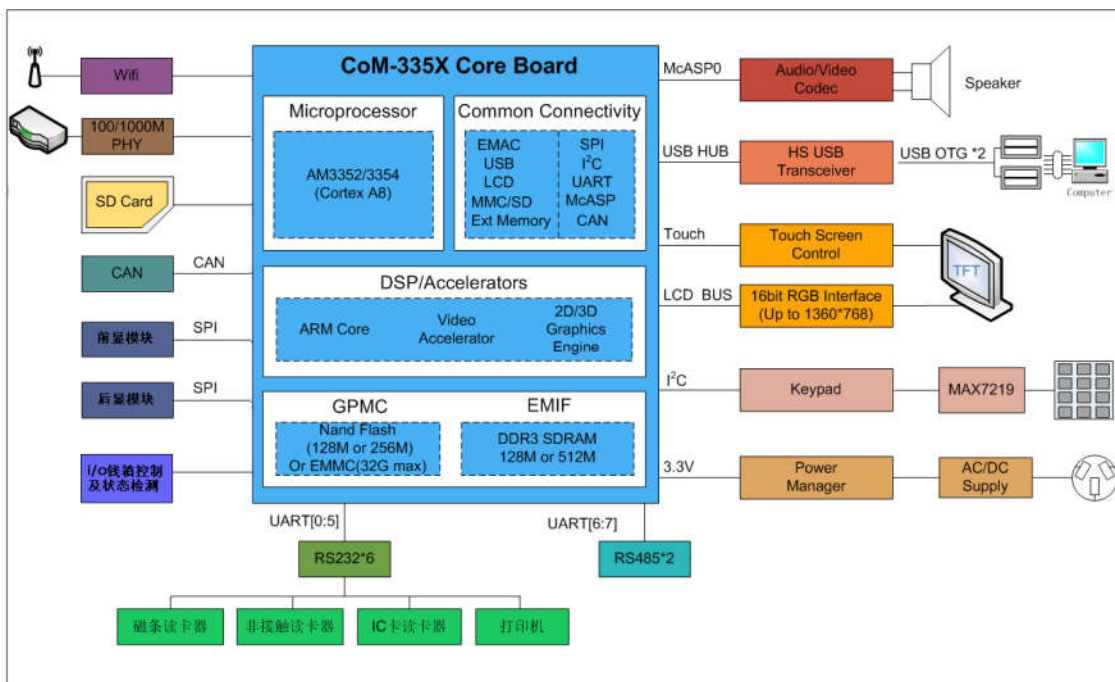 CoM-335X Core Board
Wifi
100/1000M
PHY
SD Card
CAN
CAN
前显模块
SPI
后显模块
SPI
i/o钱箱控制
及状态检测
Microprocessor
AM3352/3354
(Cortex A8)
Common Connectivity
EMAC
USB
LCD
MMC/SD
Ext Memory
SPI
I²C
UART
McASP
CAN
DSP/Accelerators
ARM Core
Video
Accelerator
2D/3D
Graphics
Engine
GPMC
Nand Flash
(128M or 256M)
Or EMMC(32G max)
EMIF
DDR3 SDRAM
128M or 512M
McASP0
Audio/Video
Codec
Speaker
USB HUB
HS USB
Transceiver
USB OTG *2
Computer
Touch
Touch Screen
Control
TFT
LCD BUS
16bit RGB Interface
(Up to 1360*768)
I²C
Keypad
MAX7219
3.3V
Power
Manager
AC/DC
Supply
UART[0:5]
UART[6:7]
RS232*6
RS485*2
磁条读卡器
非接触读卡器
IC卡读卡器
打印机